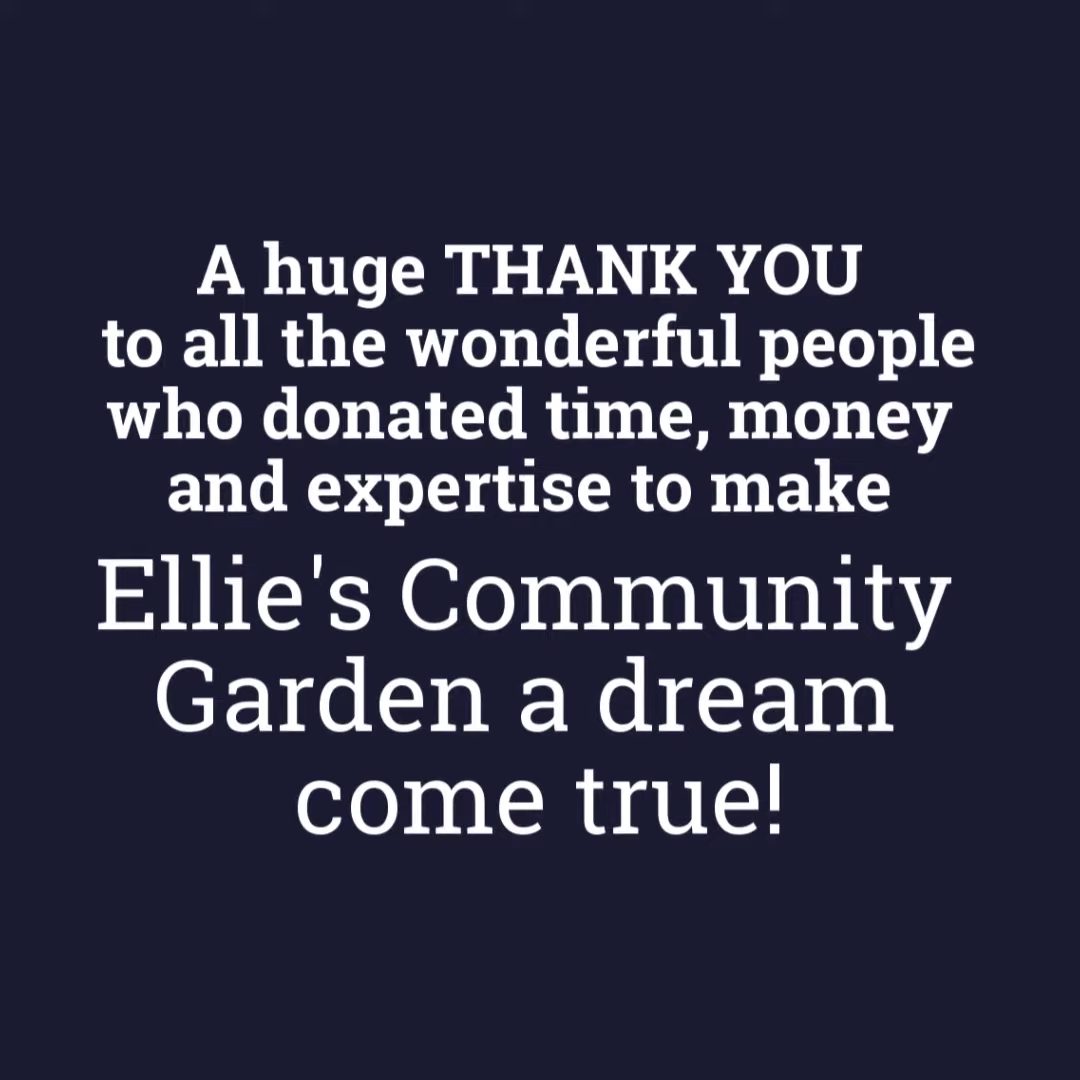 A huge THANK YOU
to all the wonderful people
who donated time, money
and expertise to make
Ellie's Community
Garden a dream
come true!